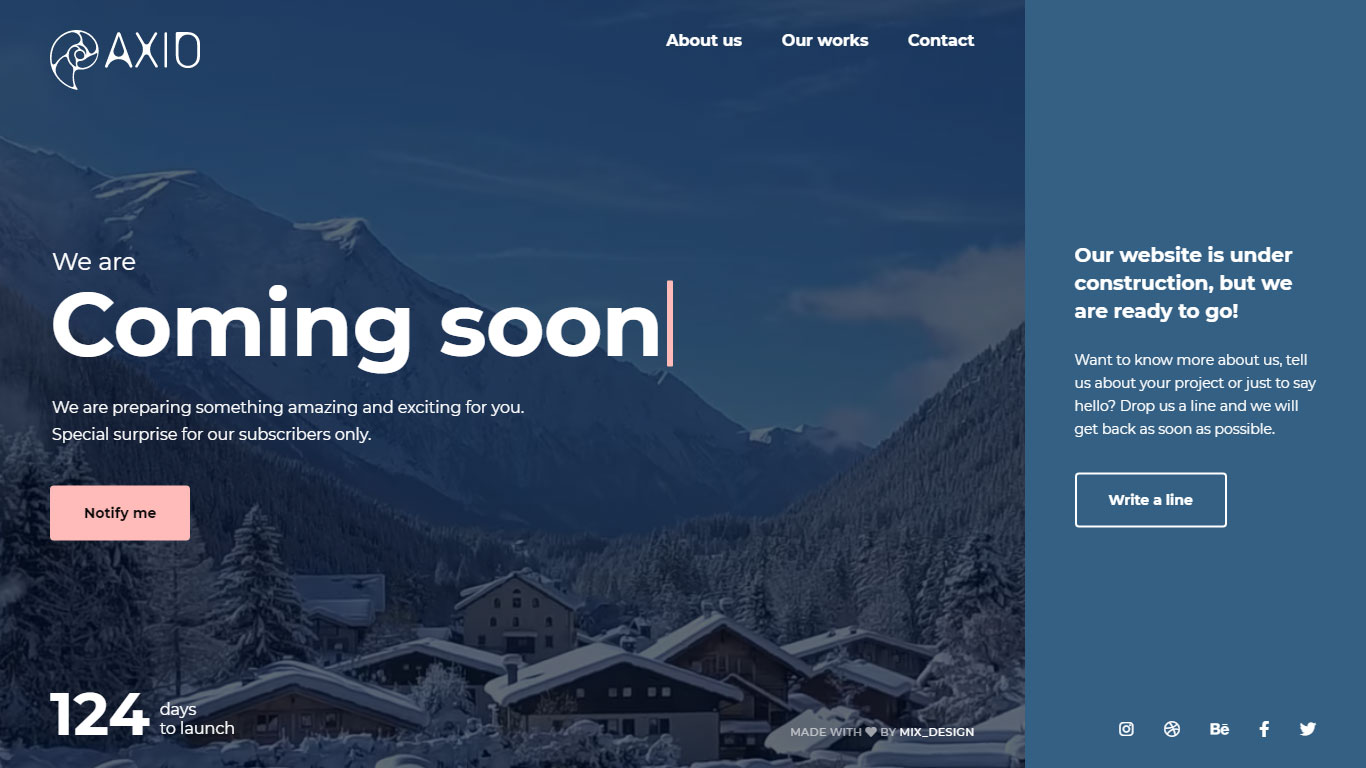 AXID
About us
Our works
Contact
We are
Coming soon
We are preparing something amazing and exciting for you.
Special surprise for our subscribers only.
Notify me
124
days
to launch
MADE WITH ♥ BY MIX_DESIGN
Our website is under
construction, but we
are ready to go!
Want to know more about us, tell
us about your project or just to say
hello? Drop us a line and we will
get back as soon as possible.
Write a line
Bē